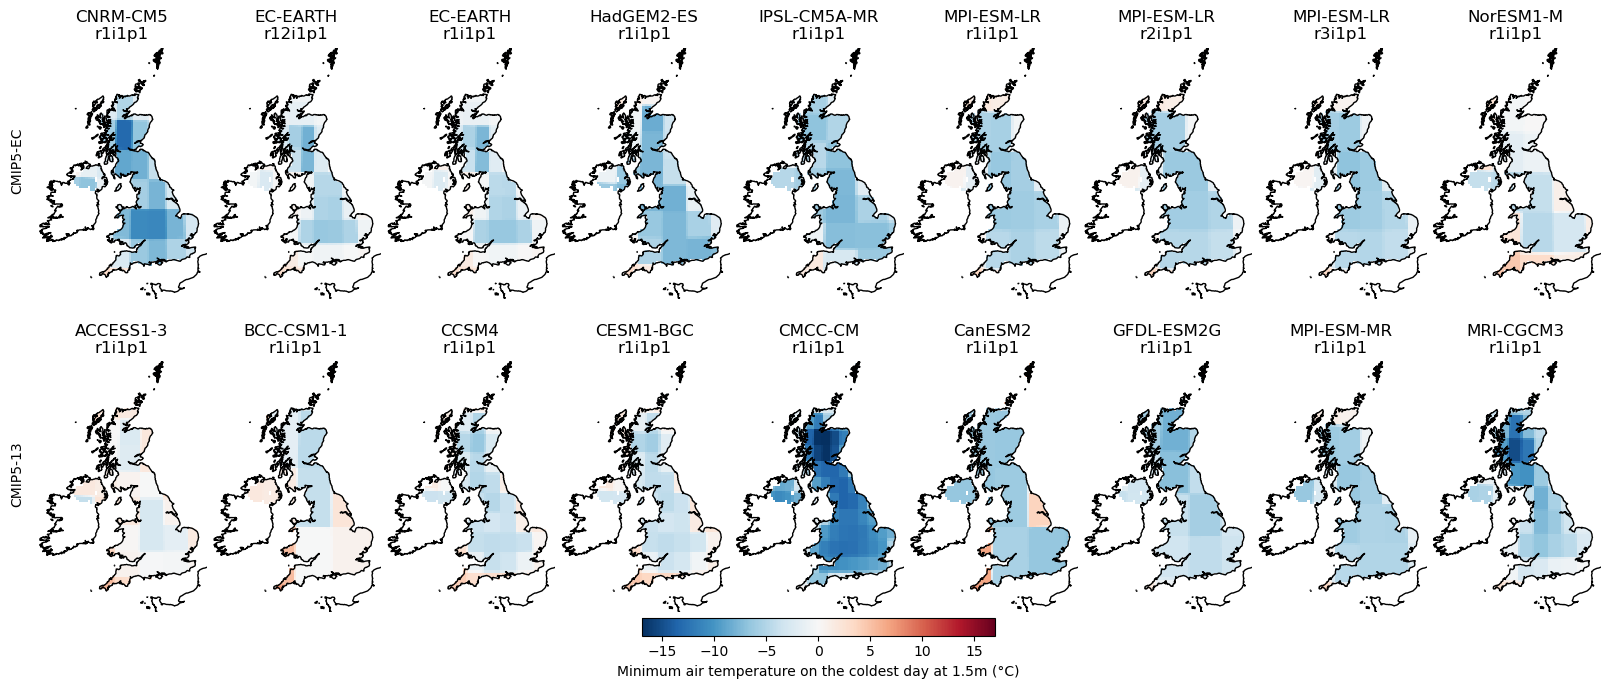 CNRM-CM5 EC-EARTH EC-EARTH HadGEM2-ES IPSL-CM5A-MR MPI-ESM-LR MPI-ESM-LR MPI-ESM-LR NorESM1-M
r1i1p1 r12i1p1 r1i1p1 r1i1p1 r1i1p1 r1i1p1 r2i1p1 r3i1p1 r1i1p1
CMIP5-EC
ACCESS1-3 BCC-CSM1-1 CCSM4 CESM1-BGC CMCC-CM CanESM2 GFDL-ESM2G MPI-ESM-MR MRI-CGCM3
r1i1p1 r1i1p1 r1i1p1 r1i1p1 r1i1p1 r1i1p1 r1i1p1 r1i1p1 r1i1p1
CMIP5-13
−15 −10 −5 0 5 10 15
Minimum air temperature on the coldest day at 1.5m (°C)